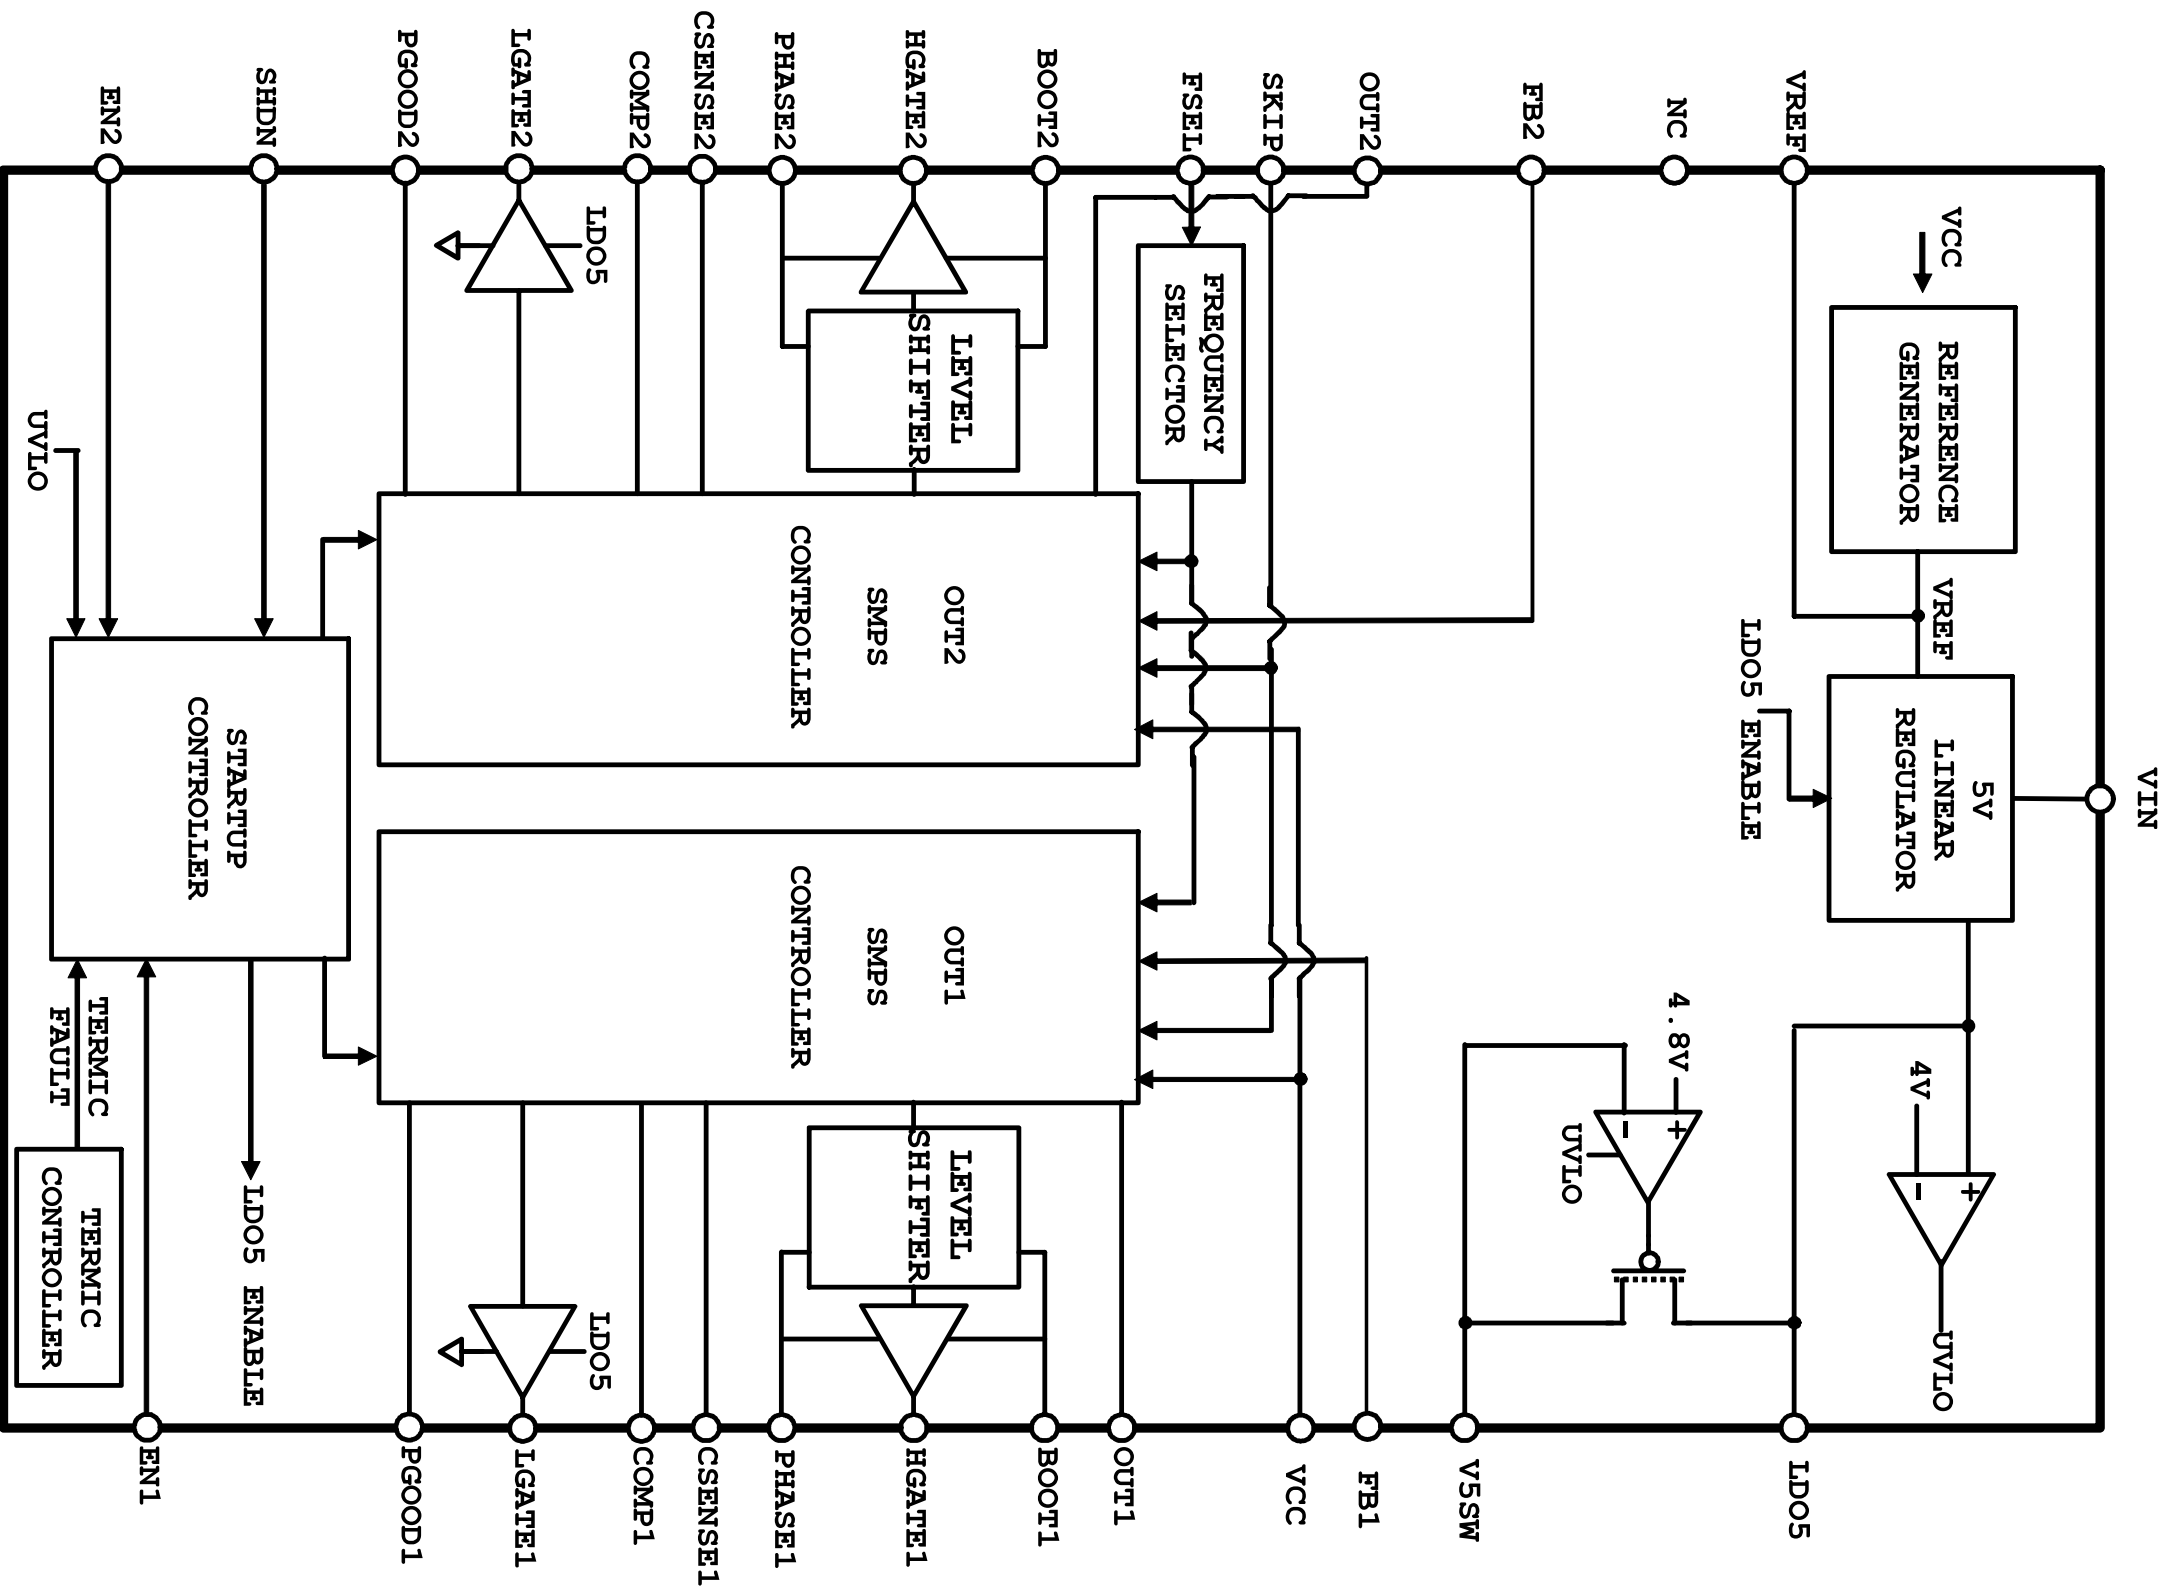 VIN
VREF
NC
FB2
OUT2
SKIP
FSEL
BOOT2
HGATE2
PHASE2
CSENSE2
COMP2
LGATE2
PGOOD2
SHDN
EN2
VCC
REFERENCE
GENERATOR
VREF
LDO5 ENABLE
5V
LINEAR
REGULATOR
4V
+
-
UVLO
4.8V
+
-
UVLO
FREQUENCY
SELECTOR
LEVEL
SHIFTER
LDO5
OUT2
SMPS
CONTROLLER
OUT1
SMPS
CONTROLLER
LEVEL
SHIFTER
LDO5
UVLO
STARTUP
CONTROLLER
LDO5 ENABLE
TERMIC
FAULT
TERMIC
CONTROLLER
LDO5
V5SW
FB1
VCC
OUT1
BOOT1
HGATE1
PHASE1
CSENSE1
COMP1
LGATE1
PGOOD1
EN1